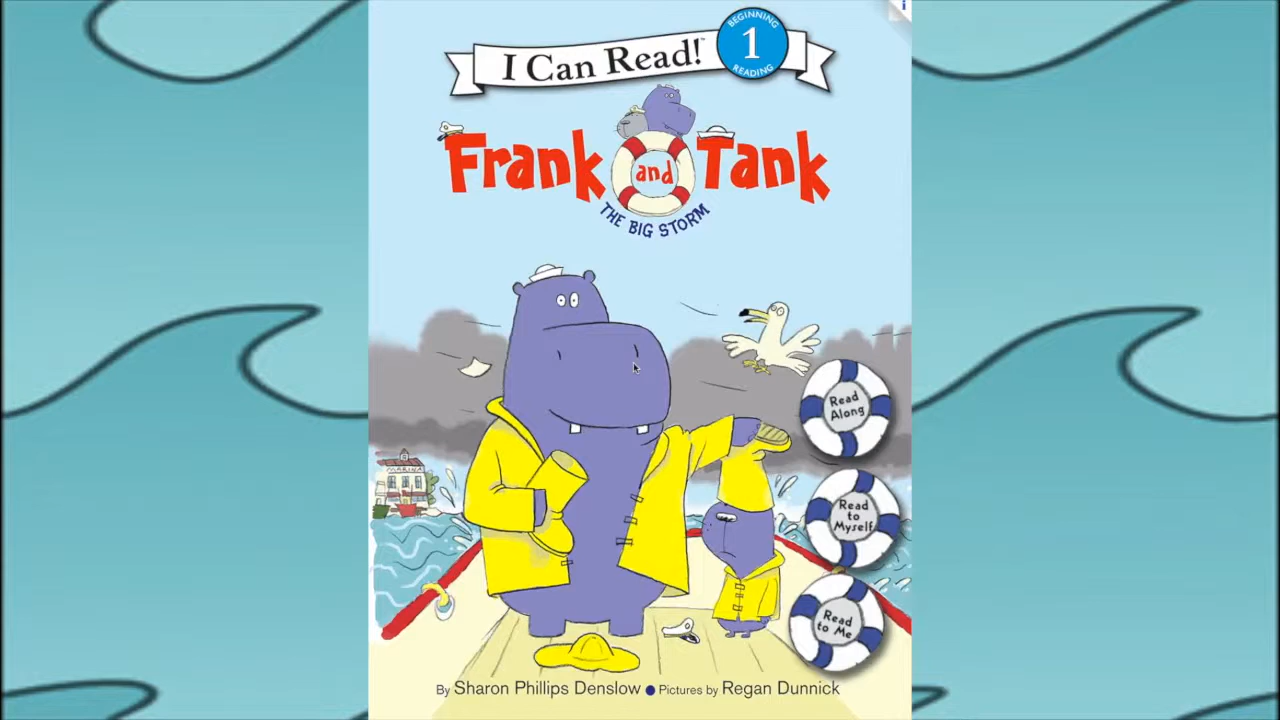 I Can Read!™
BEGINNING
1
READING
Frank and Tank
THE BIG STORM
MARINA
Read
Along
Read
to
Myself
Read
to Me
By Sharon Phillips Denslow ● Pictures by Regan Dunnick